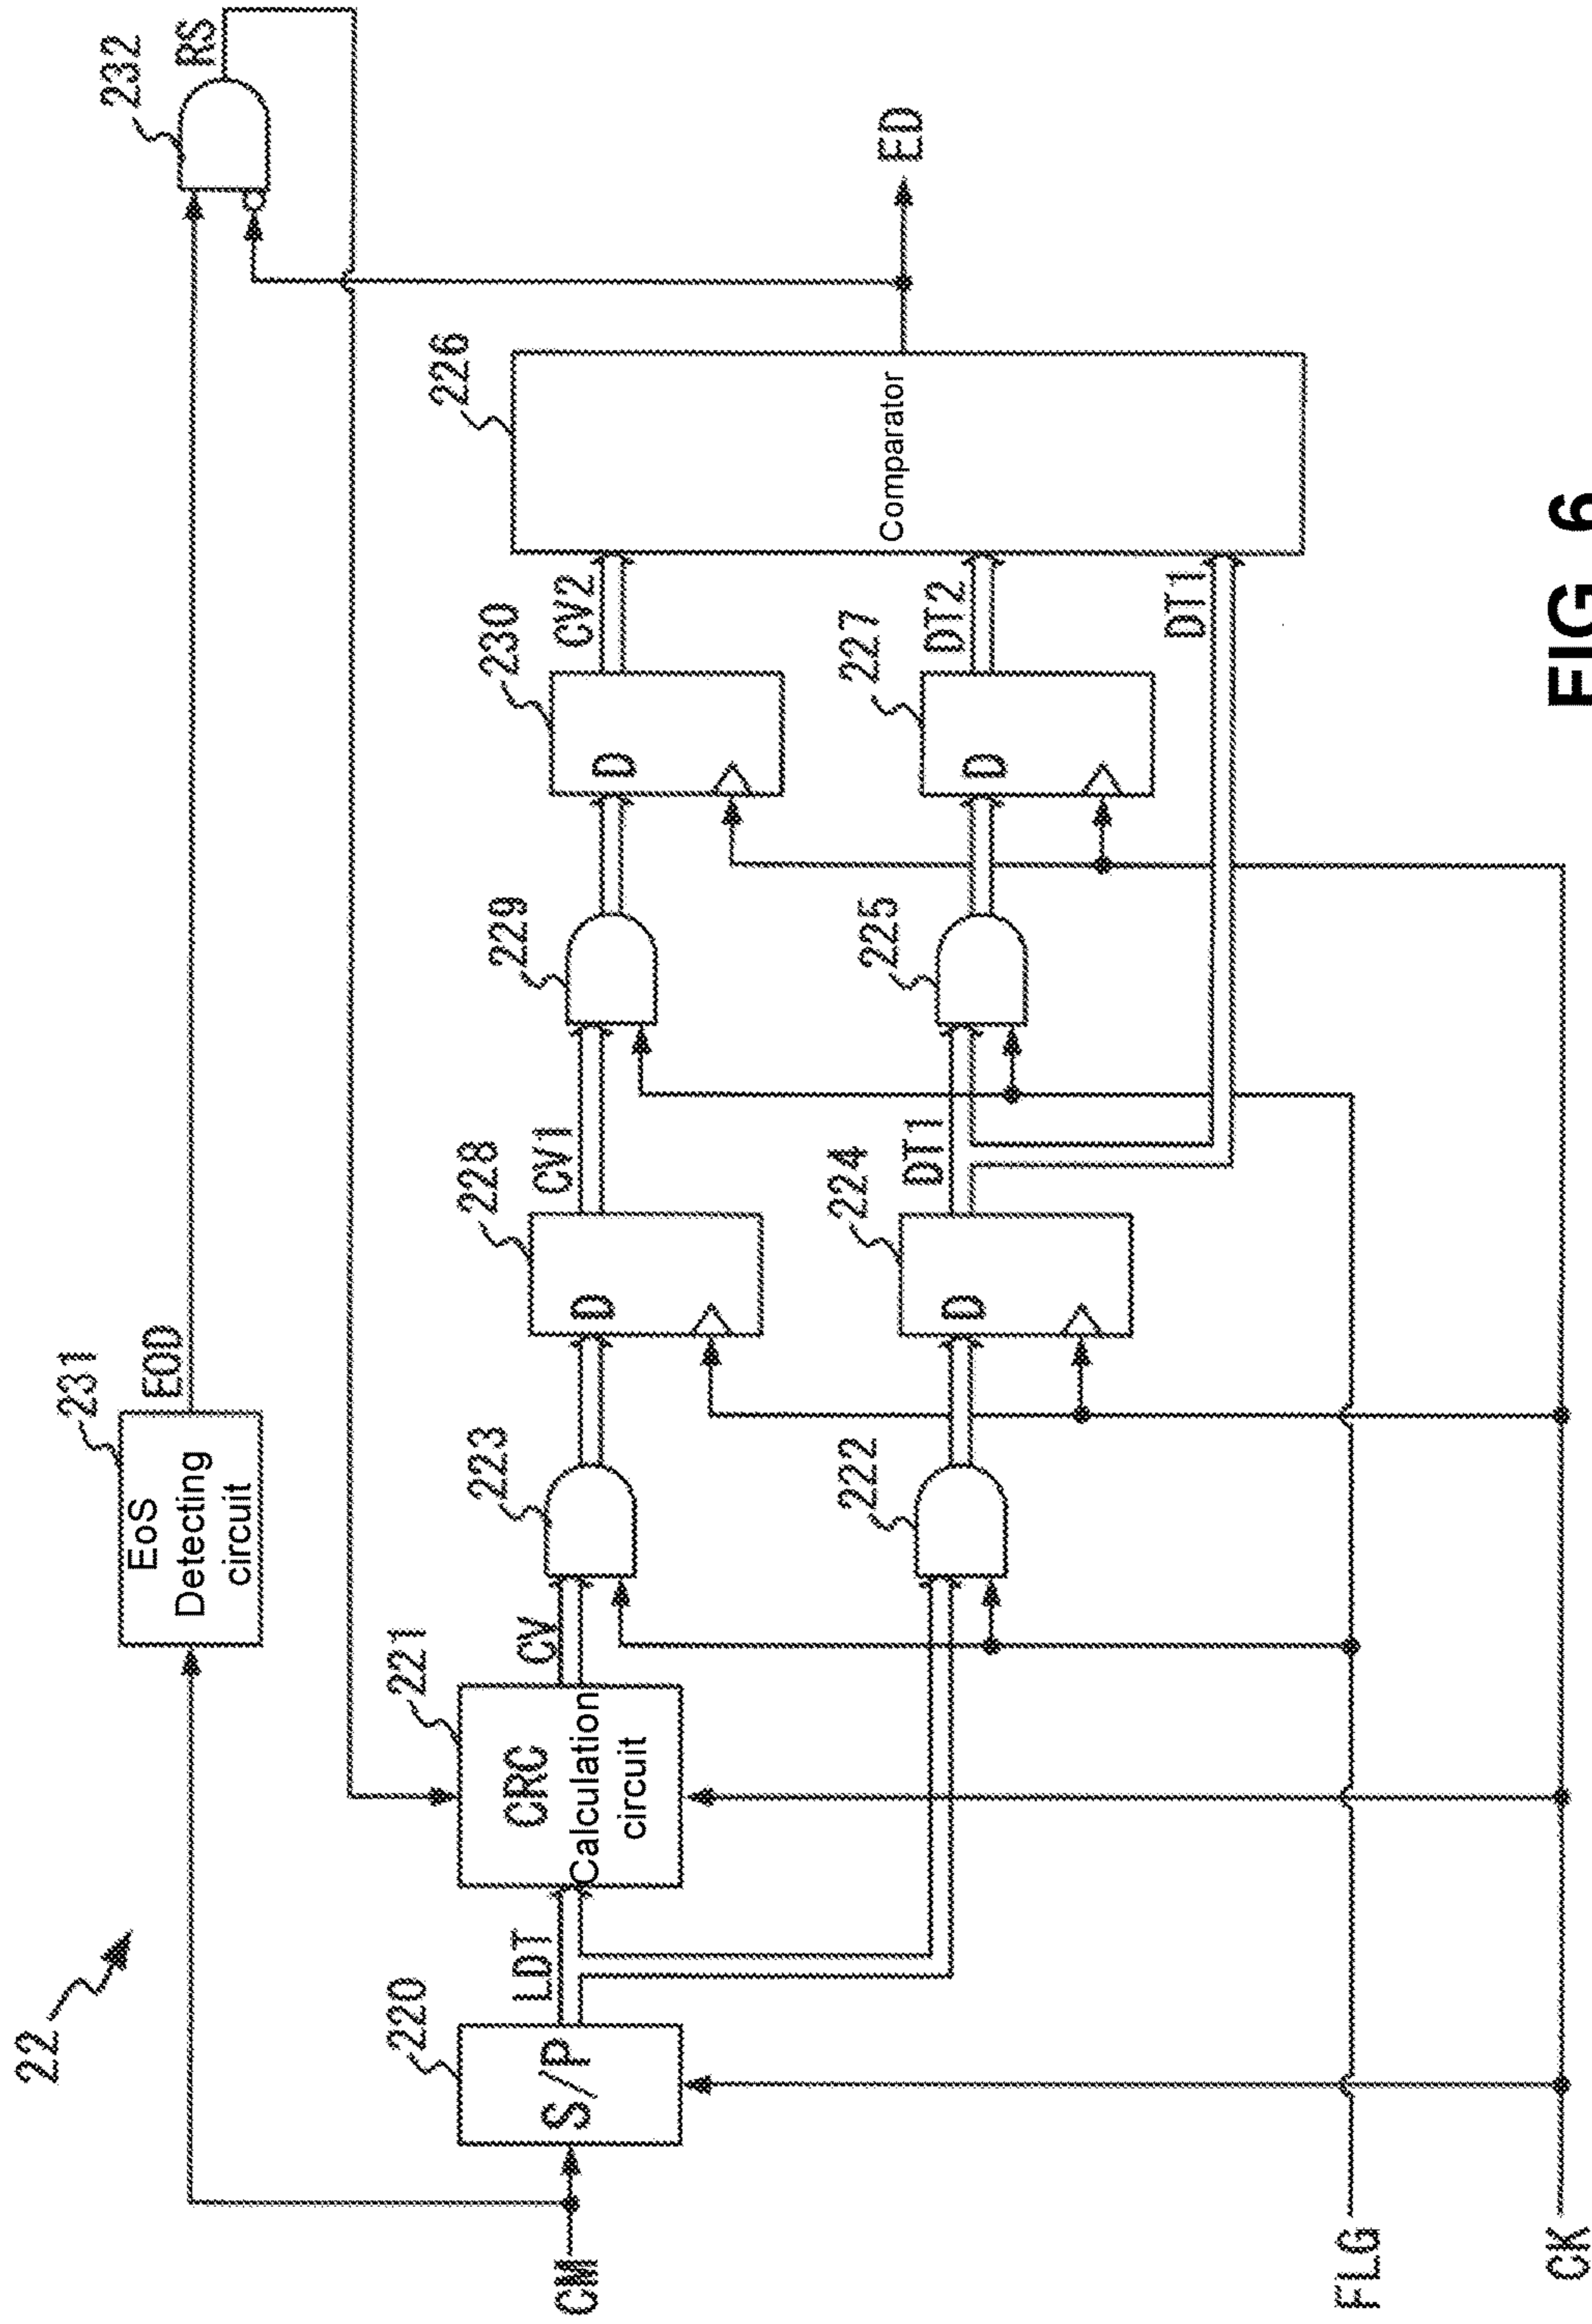 22
231
EoS
Detecting
circuit
EOD
232
RS
220
S/P
LDT
221
CRC
Calculation
circuit
CV
223
228
D
CV1
229
230
D
CV2
226
Comparator
ED
222
224
D
DT1
225
227
D
DT2
DT1
CM
FLG
CK
FIG. 6